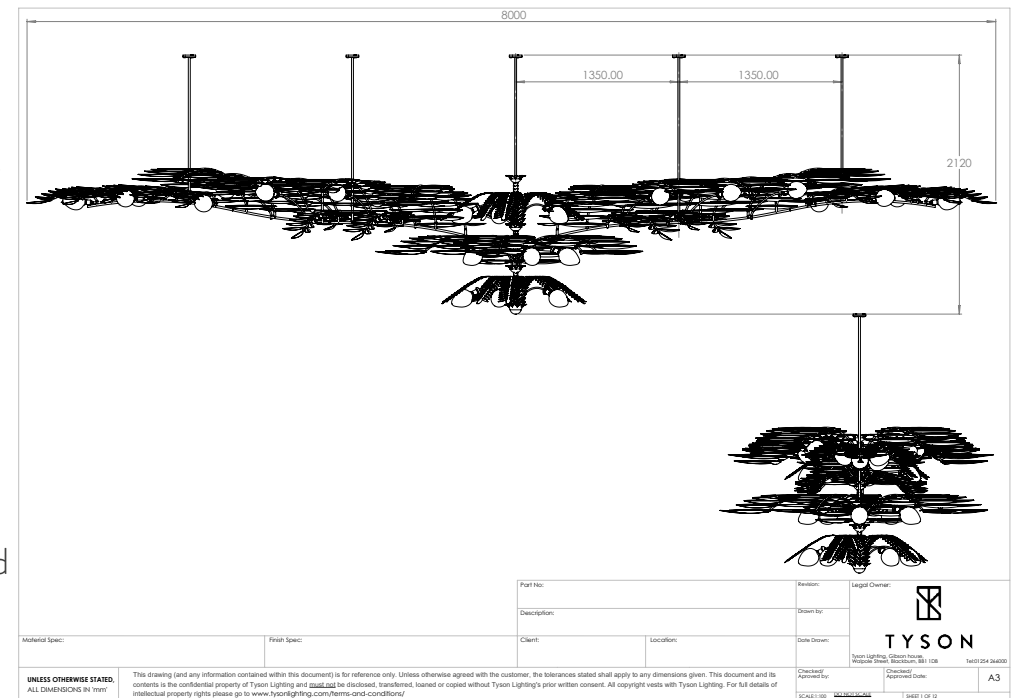 8000
1350.00
1350.00
2120
d
Part No:
Revision:
Legal Owner:
Description:
Drawn by:
TYSON
Material Spec:
Finish Spec:
Client:
Location:
Date Drawn:
Tyson Lighting, Gibson house,
Walpole Street, Blackburn, BB1 1DB
Tel:01254 266000
UNLESS OTHERWISE STATED,
ALL DIMENSIONS IN 'mm'
This drawing (and any information contained within this document) is for reference only. Unless otherwise agreed with the customer, the tolerances stated shall apply to any dimensions given. This document and its
contents is the confidential property of Tyson Lighting and must not be disclosed, transferred, loaned or copied without Tyson Lighting's prior written consent. All copyright vests with Tyson Lighting. For full details of
intellectual property rights please go to www.tysonlighting.com/terms-and-conditions/
Checked/
Aproved by:
Checked/
Approved Date:
A3
SCALE:1:100
DO NOT SCALE
SHEET 1 OF 12